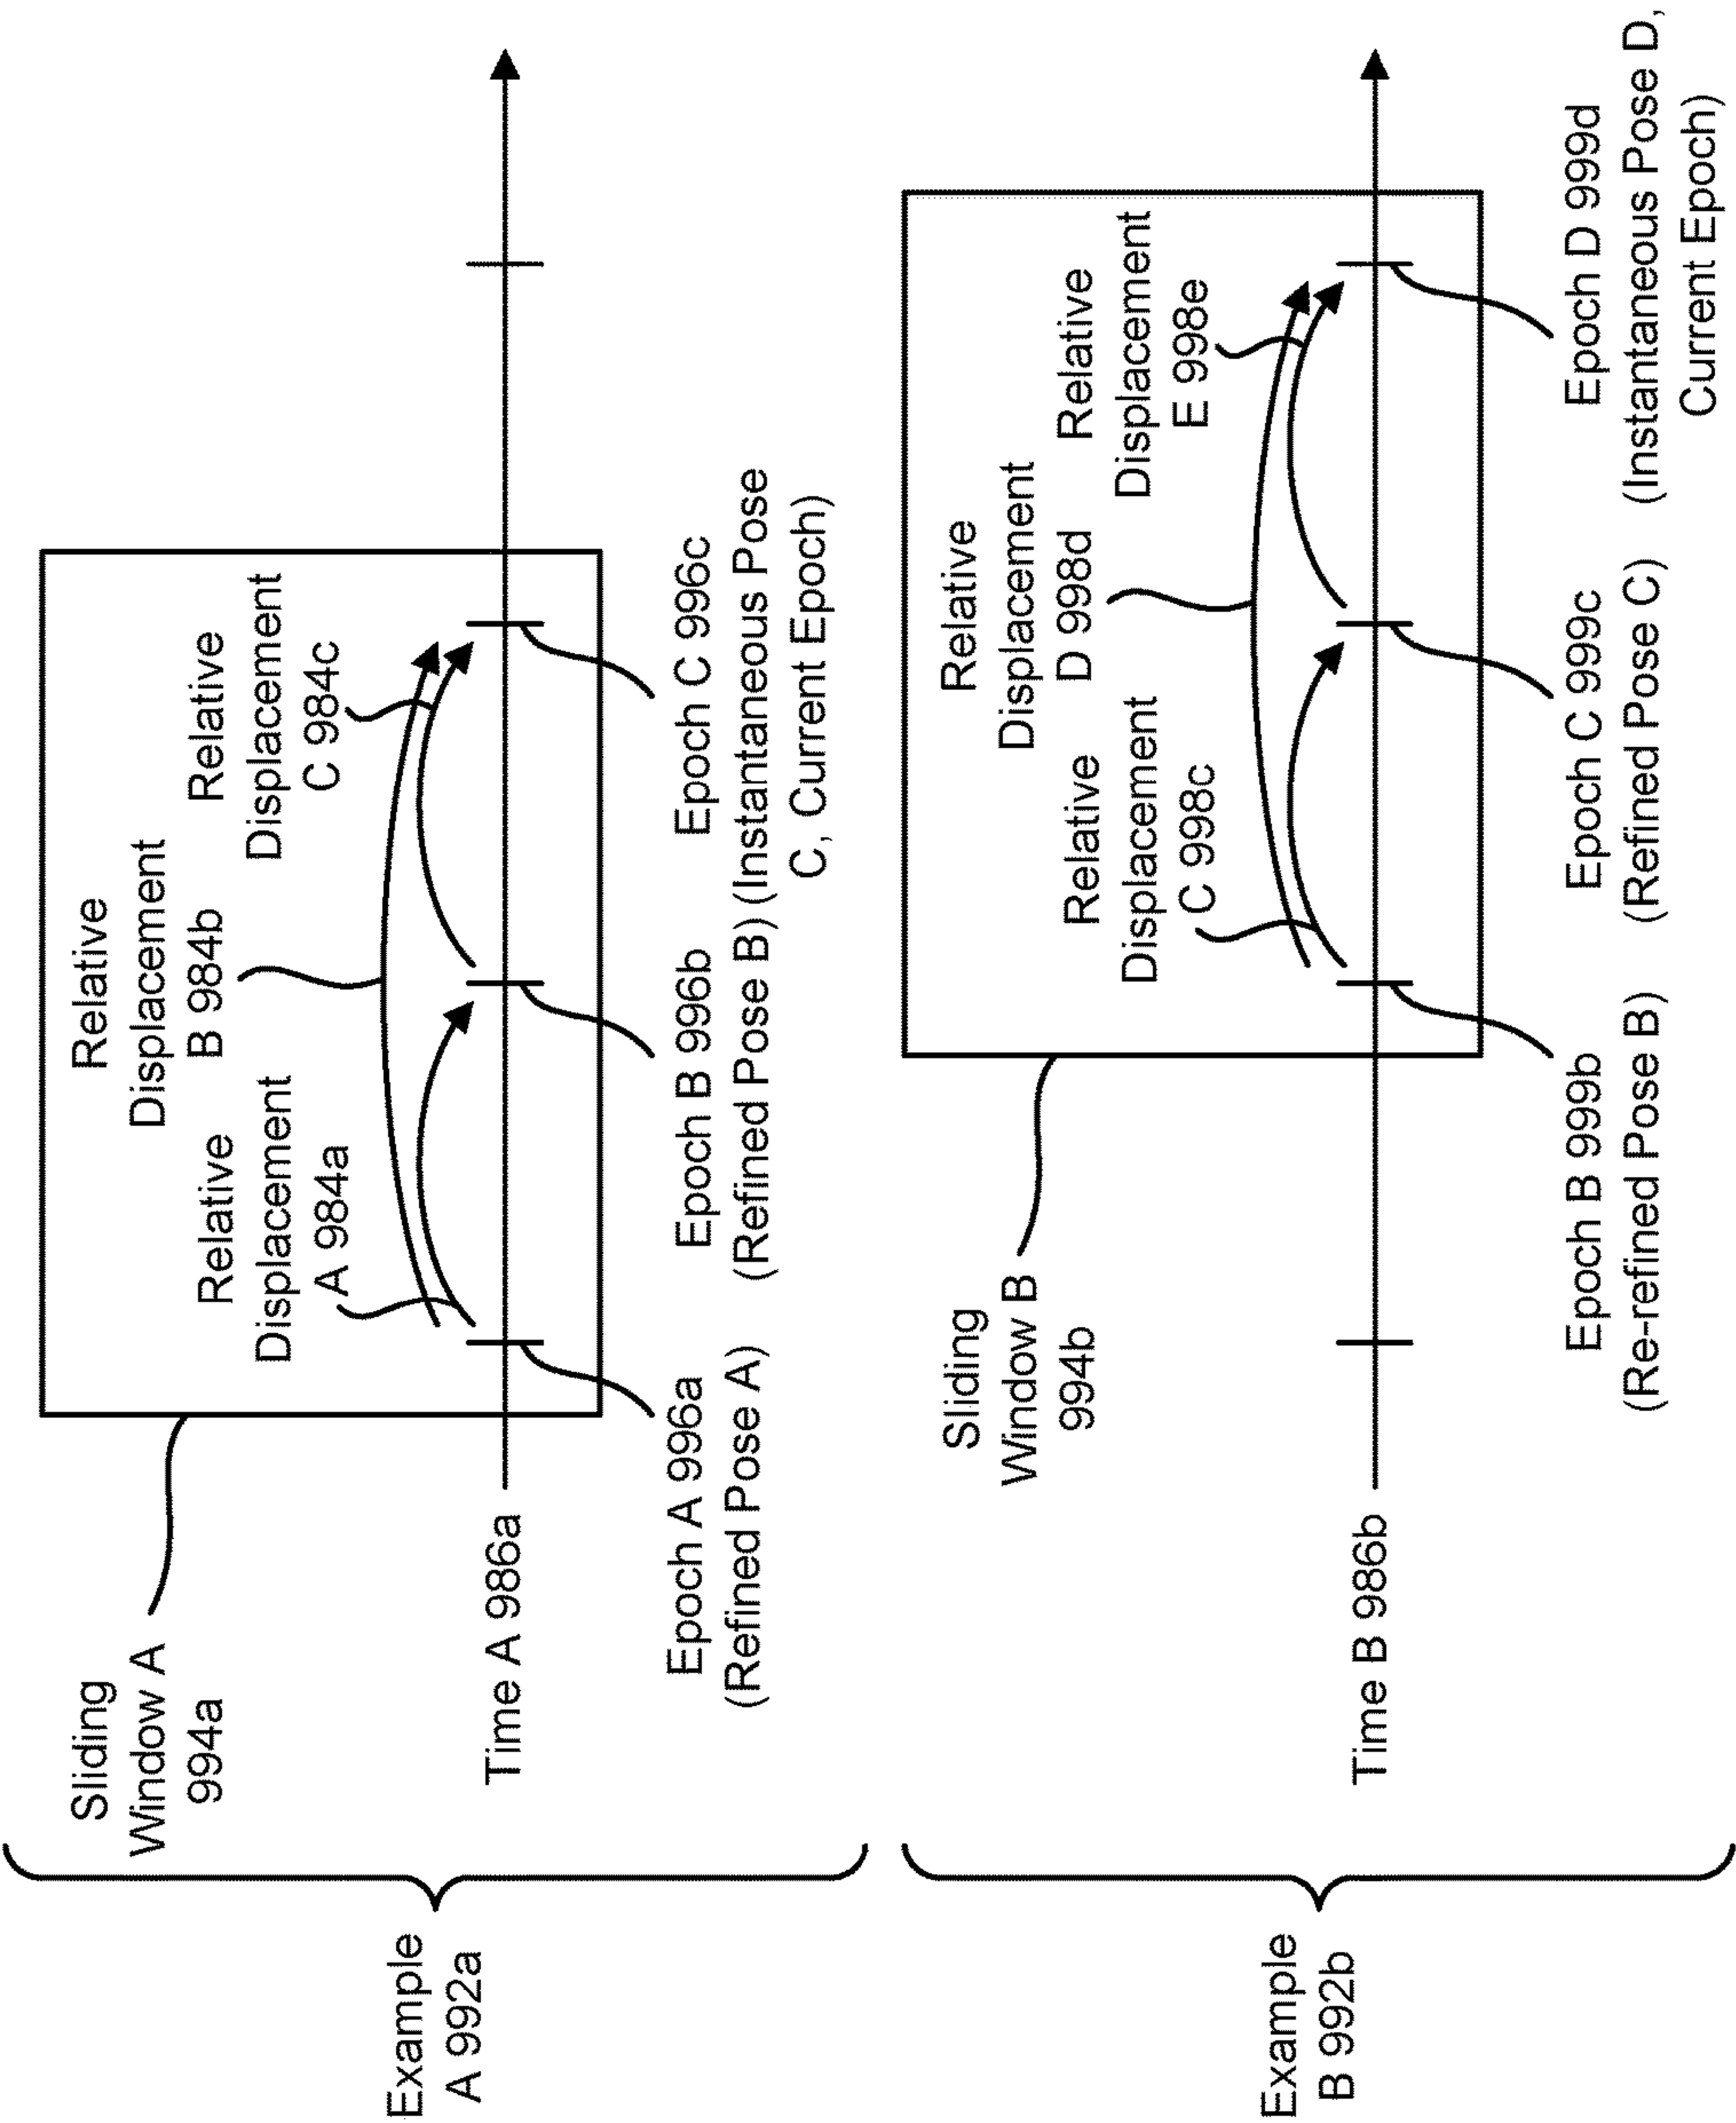 Example
A 992a
Sliding
Window A
994a
Relative
Displacement
B 984b
Relative
Displacement
A 984a
Relative
Displacement
C 984c
Time A 986a
Epoch A 996a
(Refined Pose A)
Epoch B 996b
(Refined Pose B)
Epoch C 996c
(Instantaneous Pose
C, Current Epoch)
Example
B 992b
Sliding
Window B
994b
Relative
Displacement
D 998d
Relative
Displacement
C 998c
Relative
Displacement
E 998e
Time B 986b
Epoch B 999b
(Re-refined Pose B)
Epoch C 999c
(Refined Pose C)
Epoch D 999d
(Instantaneous Pose D,
Current Epoch)